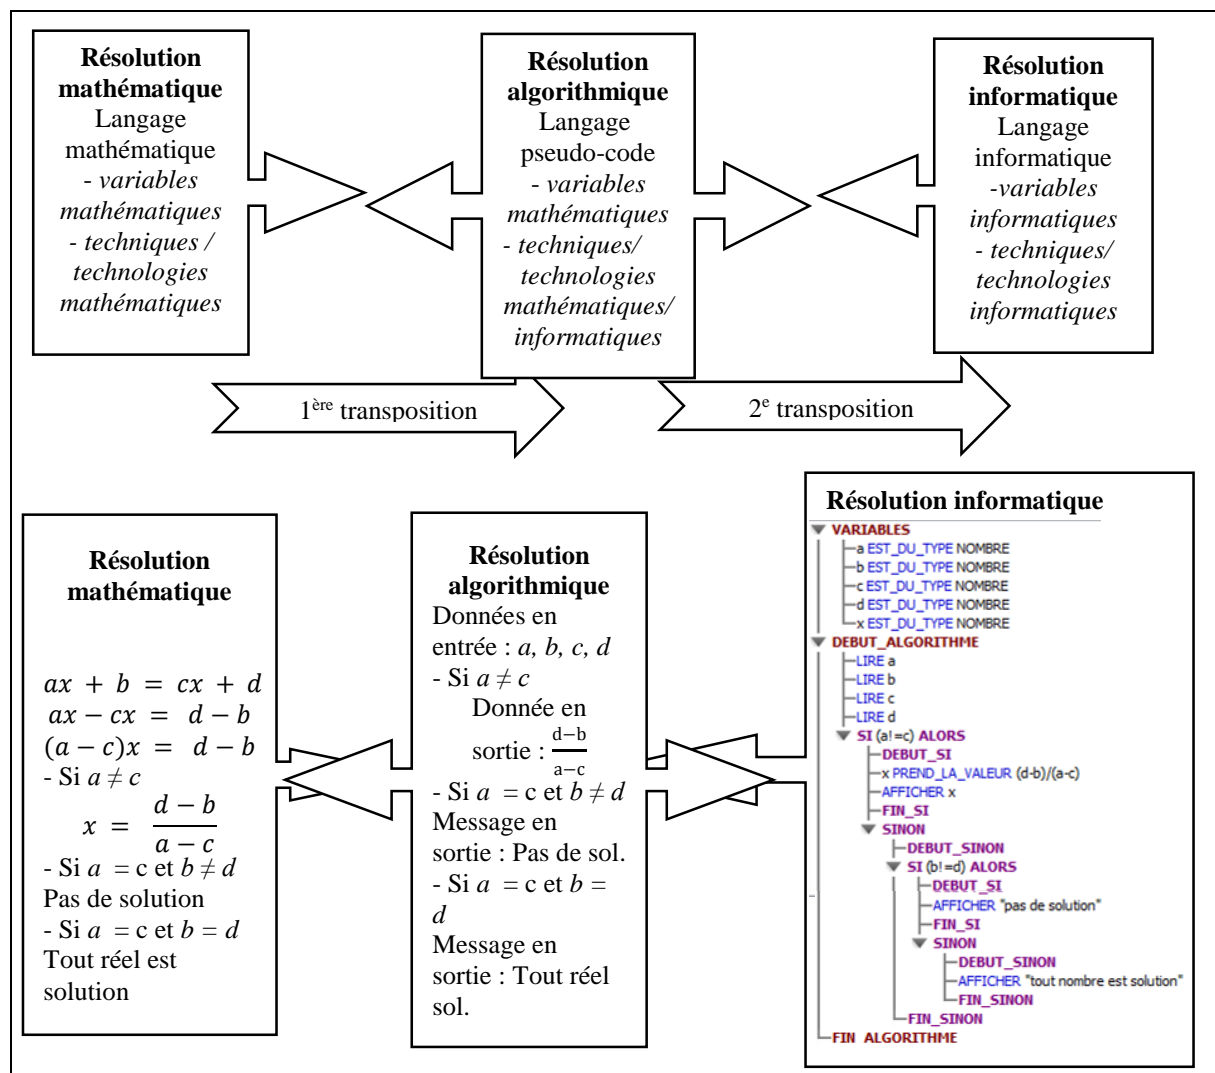 Résolution
mathématique
Langage
mathématique
- variables
mathématiques
- techniques /
technologies
mathématiques
Résolution
algorithmique
Langage
pseudo-code
- variables
mathématiques
- techniques/
technologies
mathématiques/
informatiques
Résolution
informatique
Langage
informatique
-variables
informatiques
- techniques/
technologies
informatiques
1ère transposition
2e transposition
Résolution
mathématique
ax + b = cx + d
ax − cx = d − b
(a − c)x = d − b
- Si a ≠ c
x = \frac{d − b}{a − c}
- Si a = c et b ≠ d
Pas de solution
- Si a = c et b = d
Tout réel est
solution
Résolution
algorithmique
Données en
entrée : a, b, c, d
- Si a ≠ c
Donnée en
sortie : \frac{d−b}{a−c}
- Si a = c et b ≠ d
Message en
sortie : Pas de sol.
- Si a = c et b =
d
Message en
sortie : Tout réel
sol.
Résolution informatique
VARIABLES
a EST_DU_TYPE NOMBRE
b EST_DU_TYPE NOMBRE
c EST_DU_TYPE NOMBRE
d EST_DU_TYPE NOMBRE
x EST_DU_TYPE NOMBRE
DEBUT_ALGORITHME
LIRE a
LIRE b
LIRE c
LIRE d
SI (a!=c) ALORS
DEBUT_SI
x PREND_LA_VALEUR (d-b)/(a-c)
AFFICHER x
FIN_SI
SINON
DEBUT_SINON
SI (b!=d) ALORS
DEBUT_SI
AFFICHER "pas de solution"
FIN_SI
SINON
DEBUT_SINON
AFFICHER "tout nombre est solution"
FIN_SINON
FIN_SINON
FIN_ALGORITHME